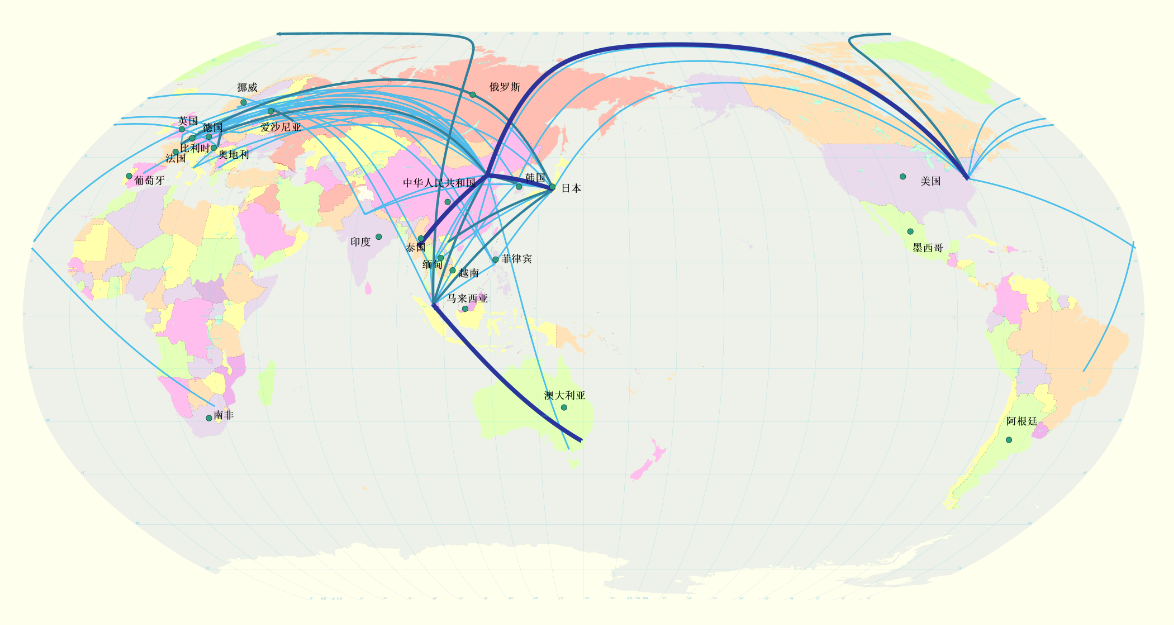 挪威
俄罗斯
英国
德国
爱沙尼亚
比利时
奥地利
法国
葡萄牙
中华人民共和国
韩国
日本
美国
印度
泰国
墨西哥
缅甸
菲律宾
越南
马来西亚
澳大利亚
南非
阿根廷